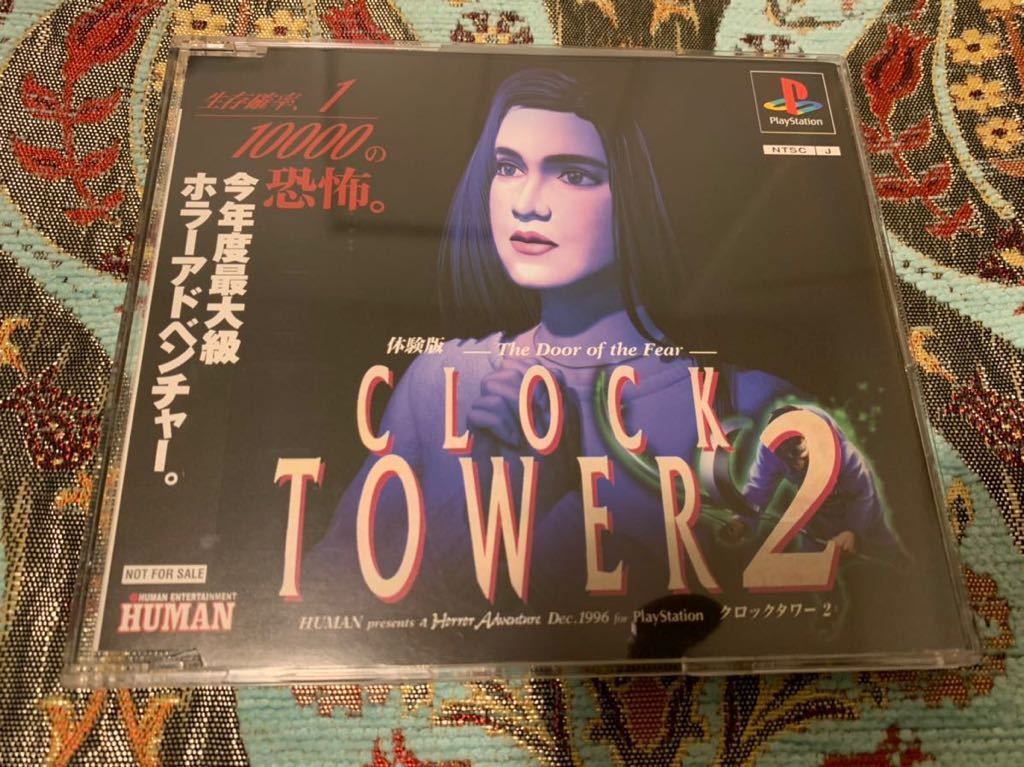 生存確率、1
10000の
恐怖。
今年度最大級
ホラーアドベンチャー。
PlayStation
NTSC J
体験版 — The Door of the Fear —
CLOCK
TOWER 2
NOT FOR SALE
HUMAN ENTERTAINMENT
HUMAN
HUMAN presents a Horror Adventure Dec.1996 for PlayStation クロックタワー 2